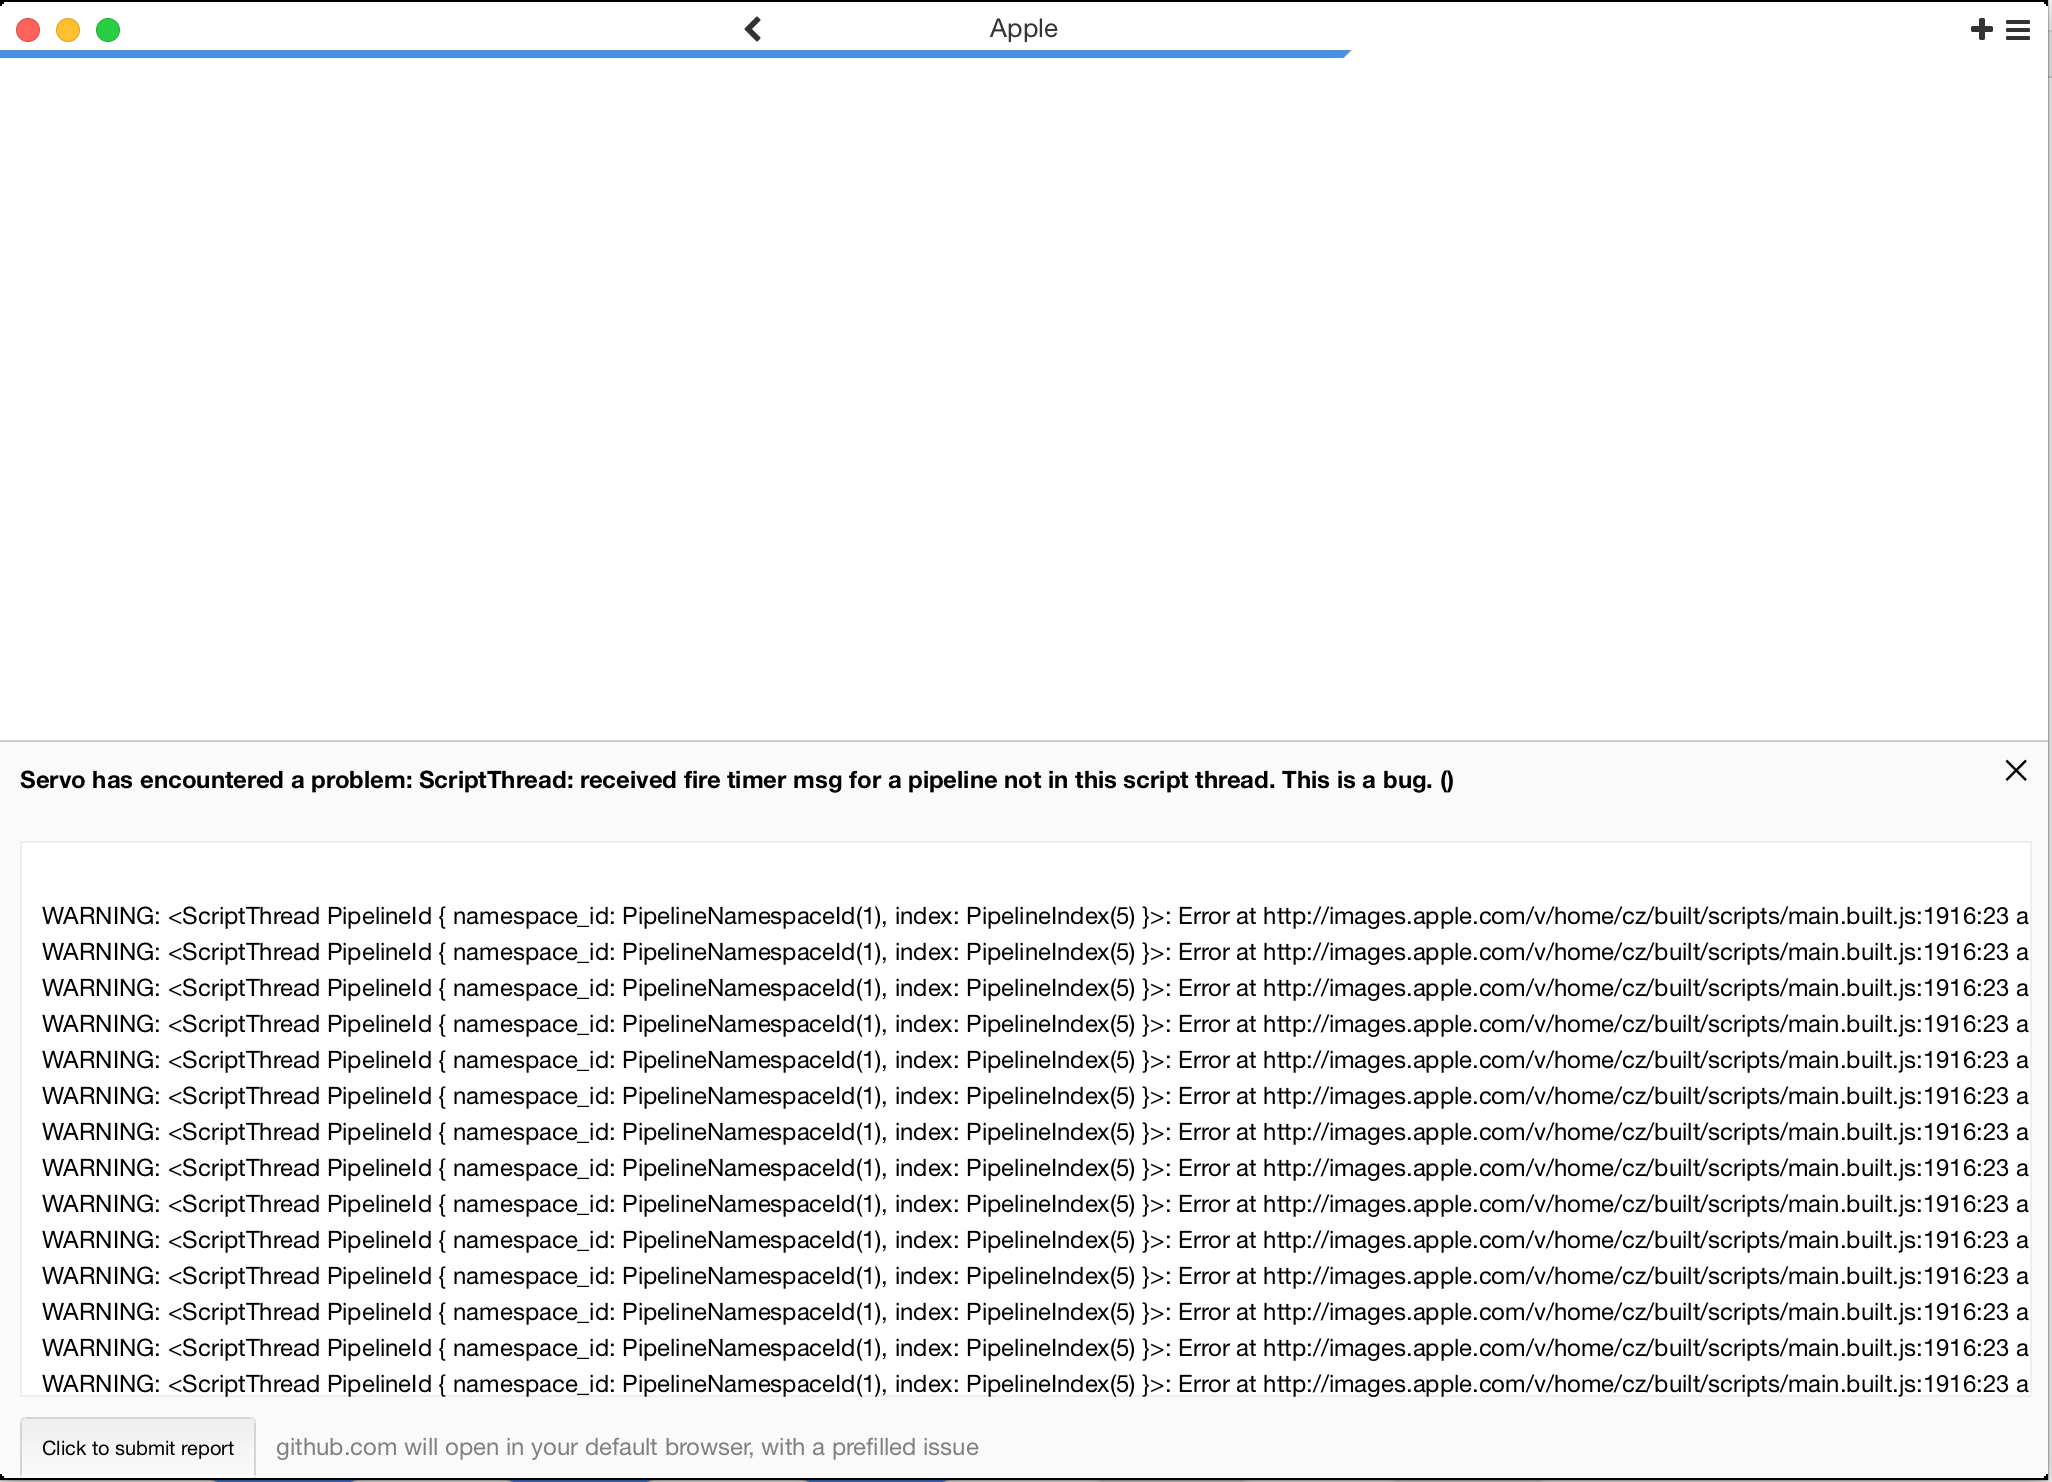 Apple
Servo has encountered a problem: ScriptThread: received fire timer msg for a pipeline not in this script thread. This is a bug. ()
WARNING: <ScriptThread PipelineId { namespace_id: PipelineNamespaceId(1), index: PipelineIndex(5) }>: Error at http://images.apple.com/v/home/cz/built/scripts/main.built.js:1916:23 a
WARNING: <ScriptThread PipelineId { namespace_id: PipelineNamespaceId(1), index: PipelineIndex(5) }>: Error at http://images.apple.com/v/home/cz/built/scripts/main.built.js:1916:23 a
WARNING: <ScriptThread PipelineId { namespace_id: PipelineNamespaceId(1), index: PipelineIndex(5) }>: Error at http://images.apple.com/v/home/cz/built/scripts/main.built.js:1916:23 a
WARNING: <ScriptThread PipelineId { namespace_id: PipelineNamespaceId(1), index: PipelineIndex(5) }>: Error at http://images.apple.com/v/home/cz/built/scripts/main.built.js:1916:23 a
WARNING: <ScriptThread PipelineId { namespace_id: PipelineNamespaceId(1), index: PipelineIndex(5) }>: Error at http://images.apple.com/v/home/cz/built/scripts/main.built.js:1916:23 a
WARNING: <ScriptThread PipelineId { namespace_id: PipelineNamespaceId(1), index: PipelineIndex(5) }>: Error at http://images.apple.com/v/home/cz/built/scripts/main.built.js:1916:23 a
WARNING: <ScriptThread PipelineId { namespace_id: PipelineNamespaceId(1), index: PipelineIndex(5) }>: Error at http://images.apple.com/v/home/cz/built/scripts/main.built.js:1916:23 a
WARNING: <ScriptThread PipelineId { namespace_id: PipelineNamespaceId(1), index: PipelineIndex(5) }>: Error at http://images.apple.com/v/home/cz/built/scripts/main.built.js:1916:23 a
WARNING: <ScriptThread PipelineId { namespace_id: PipelineNamespaceId(1), index: PipelineIndex(5) }>: Error at http://images.apple.com/v/home/cz/built/scripts/main.built.js:1916:23 a
WARNING: <ScriptThread PipelineId { namespace_id: PipelineNamespaceId(1), index: PipelineIndex(5) }>: Error at http://images.apple.com/v/home/cz/built/scripts/main.built.js:1916:23 a
WARNING: <ScriptThread PipelineId { namespace_id: PipelineNamespaceId(1), index: PipelineIndex(5) }>: Error at http://images.apple.com/v/home/cz/built/scripts/main.built.js:1916:23 a
WARNING: <ScriptThread PipelineId { namespace_id: PipelineNamespaceId(1), index: PipelineIndex(5) }>: Error at http://images.apple.com/v/home/cz/built/scripts/main.built.js:1916:23 a
WARNING: <ScriptThread PipelineId { namespace_id: PipelineNamespaceId(1), index: PipelineIndex(5) }>: Error at http://images.apple.com/v/home/cz/built/scripts/main.built.js:1916:23 a
WARNING: <ScriptThread PipelineId { namespace_id: PipelineNamespaceId(1), index: PipelineIndex(5) }>: Error at http://images.apple.com/v/home/cz/built/scripts/main.built.js:1916:23 a
Click to submit report github.com will open in your default browser, with a prefilled issue